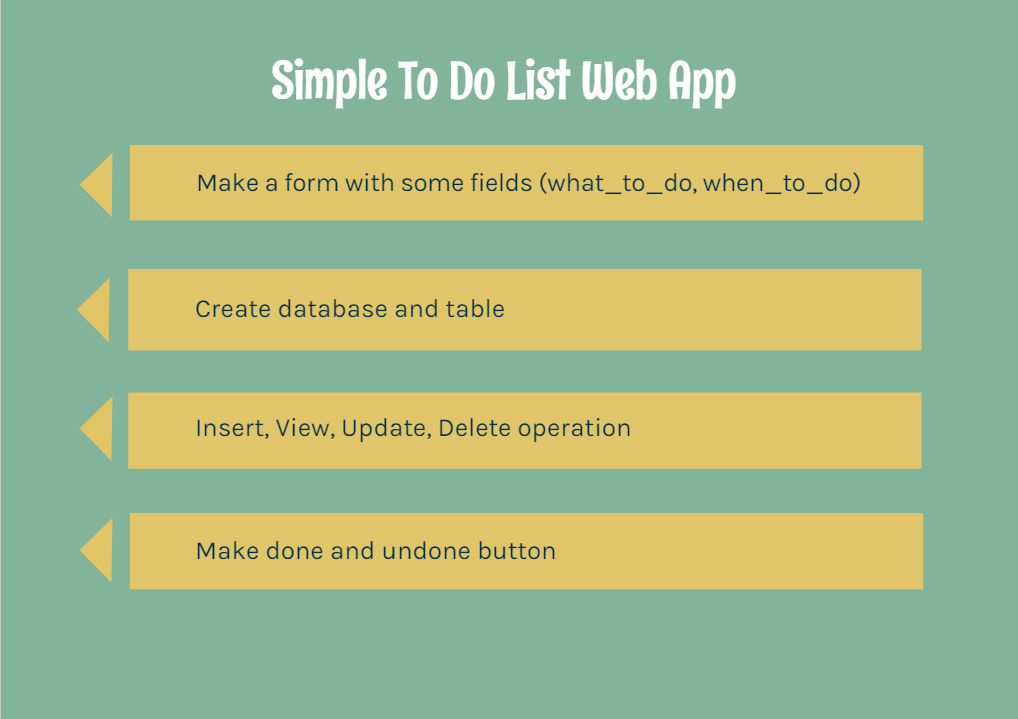 Simple To Do List Web App
Make a form with some fields (what_to_do, when_to_do)
Create database and table
Insert, View, Update, Delete operation
Make done and undone button